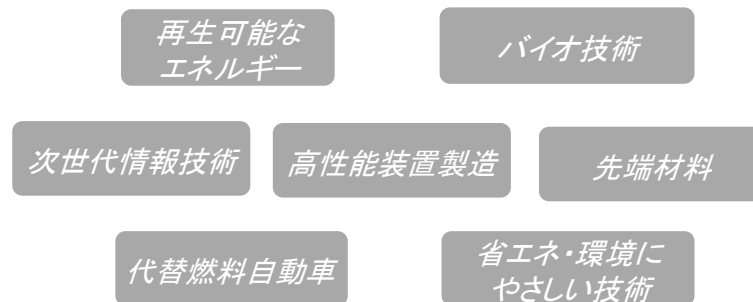 再生可能な
エネルギー
バイオ技術
次世代情報技術
高性能装置製造
先端材料
代替燃料自動車
省エネ・環境に
やさしい技術